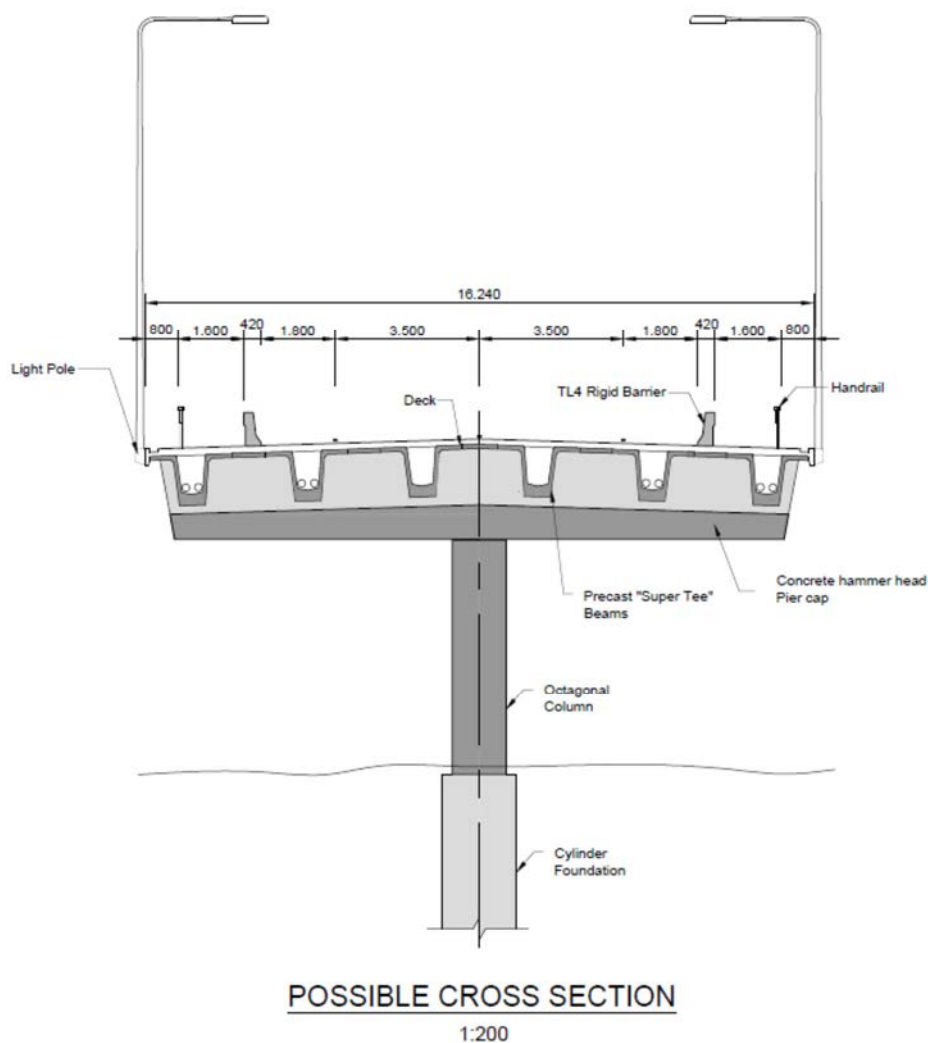 16.240
800 1.600 420 1.800 3.500 3.500 1.800 420 1.600 800
Light Pole
Deck
TL4 Rigid Barrier
Handrail
Precast "Super Tee"
Beams
Concrete hammer head
Pier cap
Octagonal
Column
Cylinder
Foundation
POSSIBLE CROSS SECTION
1:200